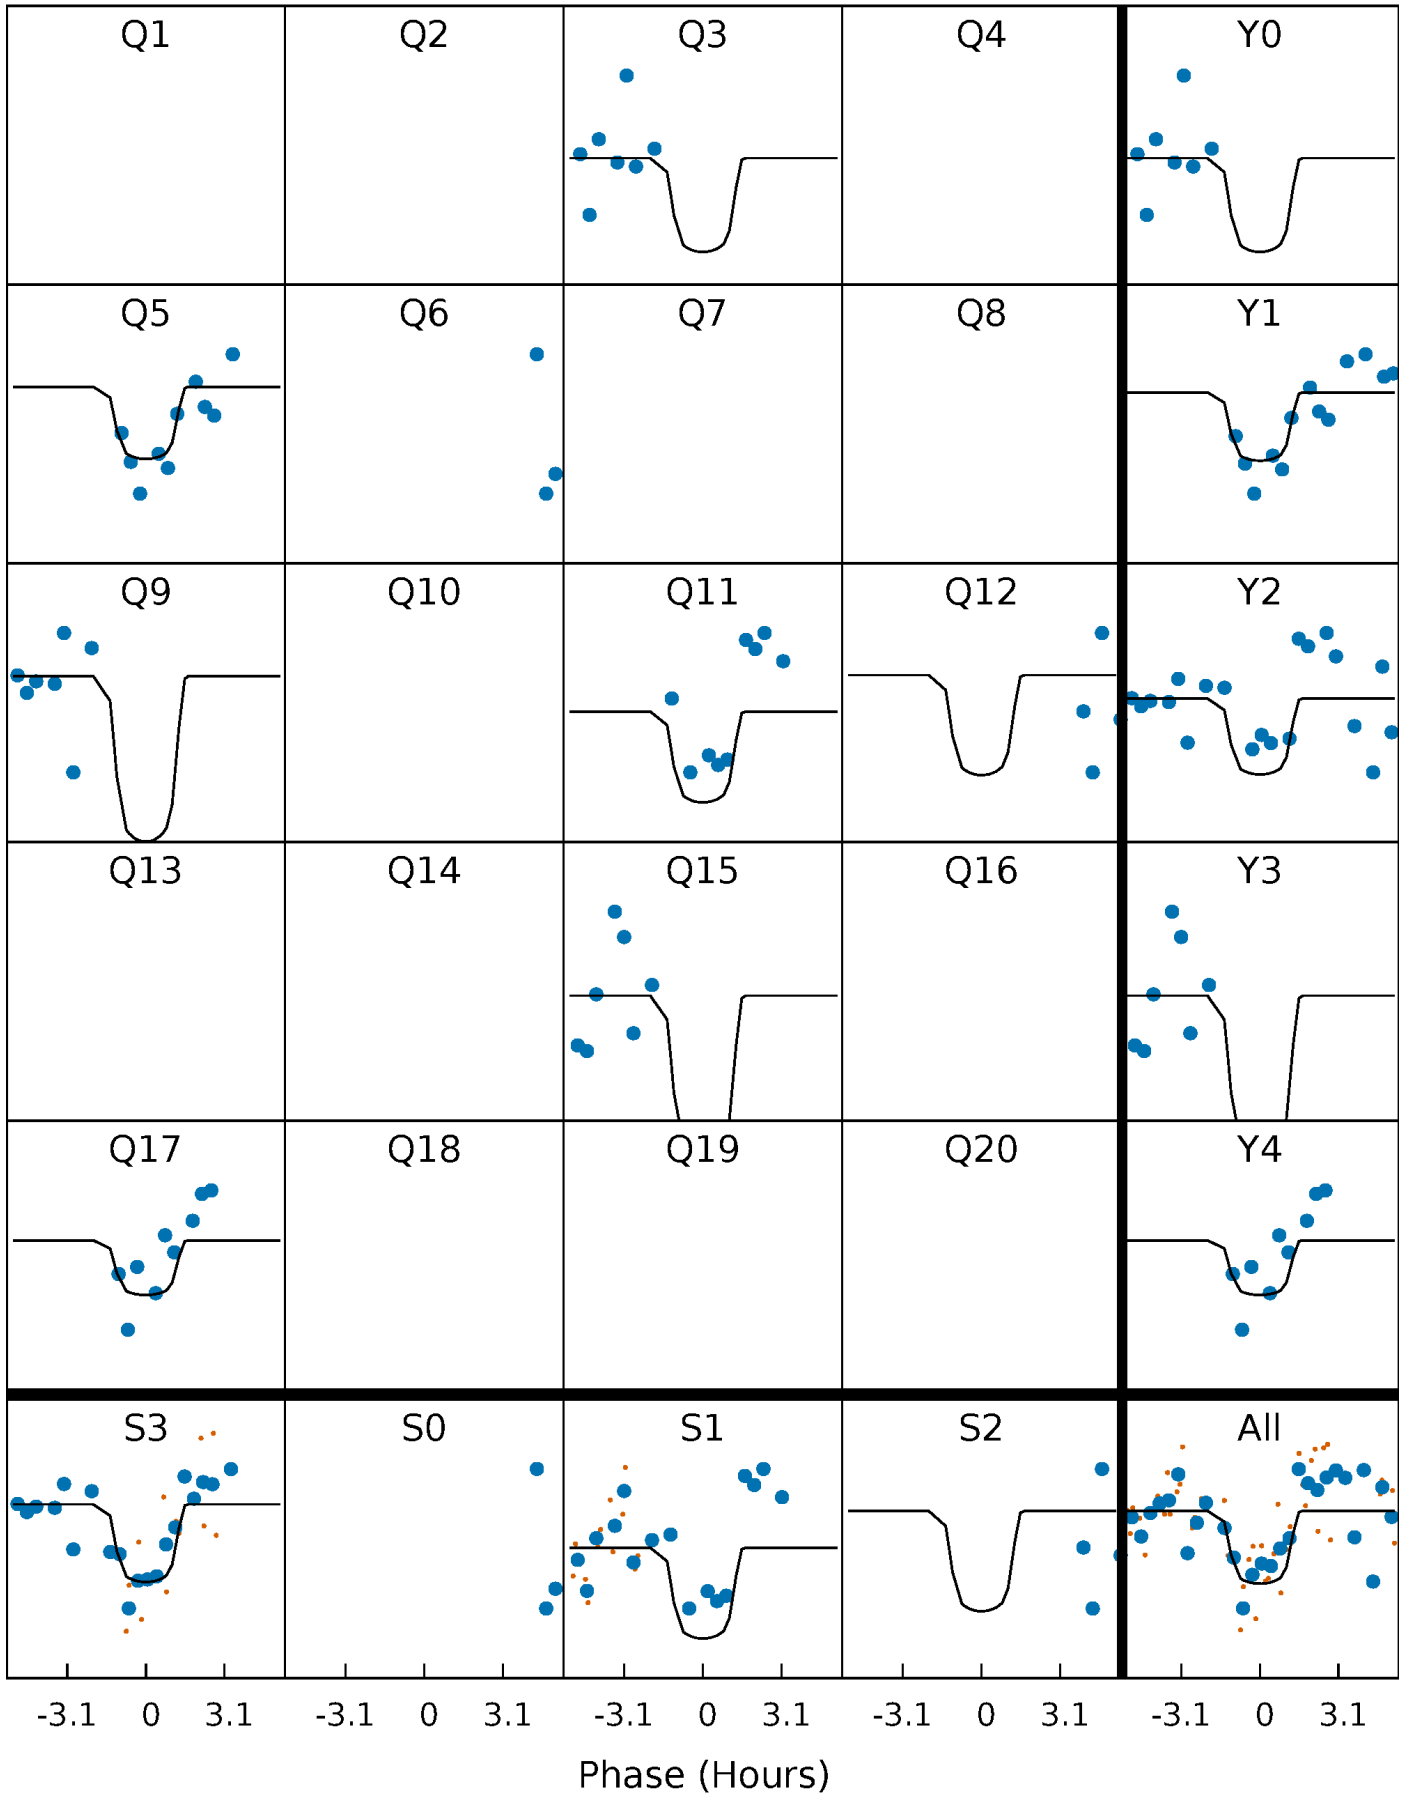 Q1 Q2 Q3 Q4 Y0
Q5 Q6 Q7 Q8 Y1
Q9 Q10 Q11 Q12 Y2
Q13 Q14 Q15 Q16 Y3
Q17 Q18 Q19 Q20 Y4
S3 S0 S1 S2 All
-3.1 0 3.1 -3.1 0 3.1 -3.1 0 3.1 -3.1 0 3.1 -3.1 0 3.1
Phase (Hours)